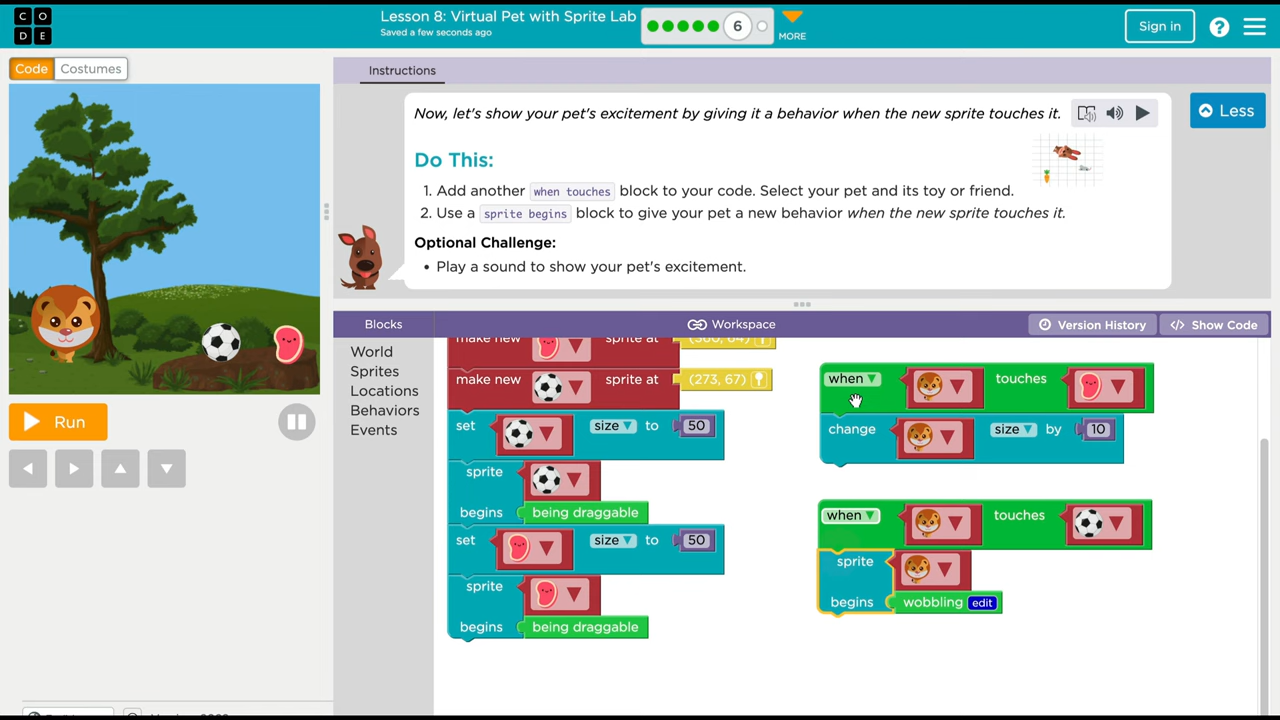 CO
DE
Lesson 8: Virtual Pet with Sprite Lab
Saved a few seconds ago
6
MORE
Sign in
?
Code
Costumes
Instructions
Now, let's show your pet's excitement by giving it a behavior when the new sprite touches it.
Less
Do This:
1. Add another when touches block to your code. Select your pet and its toy or friend.
2. Use a sprite begins block to give your pet a new behavior when the new sprite touches it.
Optional Challenge:
• Play a sound to show your pet's excitement.
Blocks
Workspace
Version History
Show Code
World
Sprites
Locations
Behaviors
Events
Run
make new sprite at
make new sprite at (273, 67)
set size to 50
sprite
begins being draggable
set size to 50
sprite
begins being draggable
when touches
change size by 10
when touches
sprite
begins wobbling edit